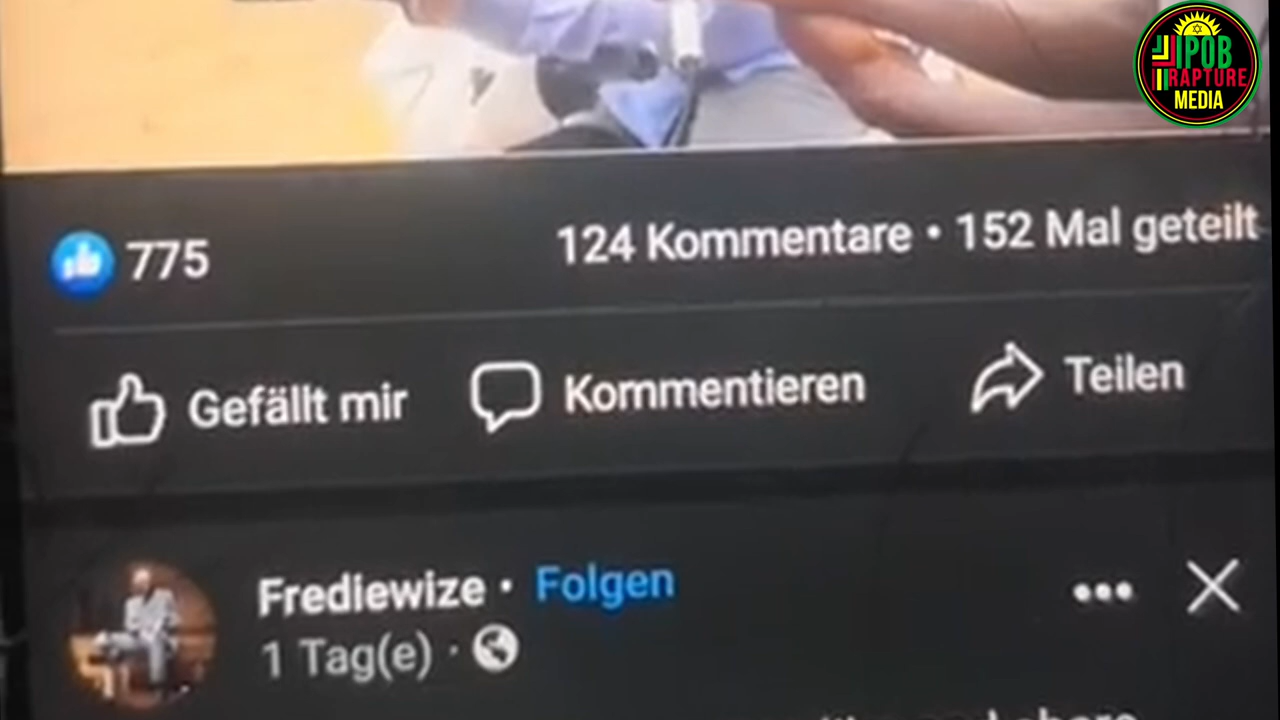 IPOB
RAPTURE
MEDIA
775
124 Kommentare • 152 Mal geteilt
Gefällt mir
Kommentieren
Teilen
Frediewize • Folgen
1 Tag(e) ·